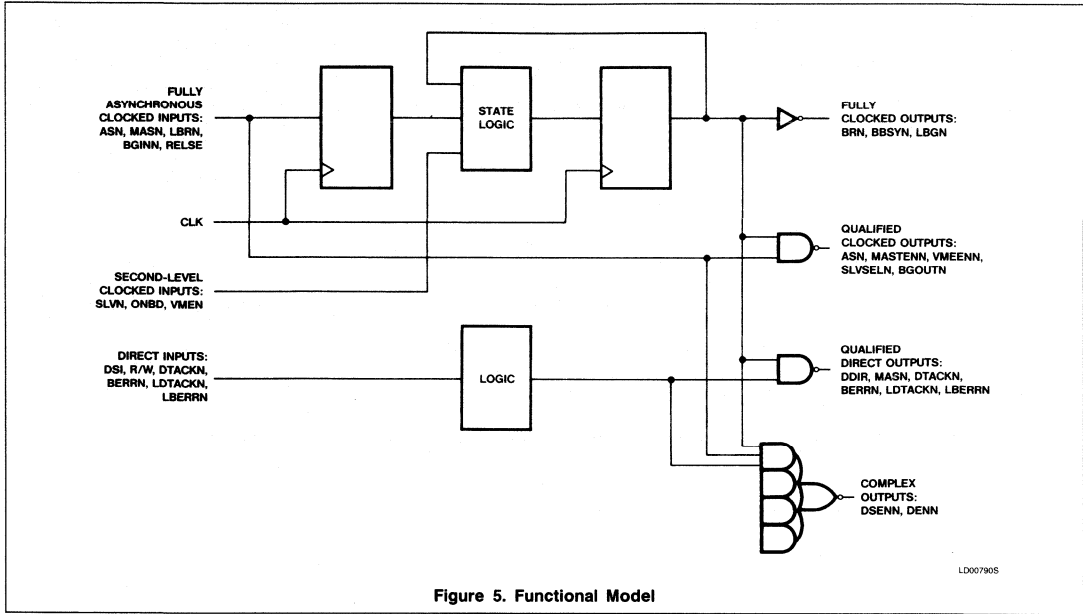 FULLY
ASYNCHRONOUS
CLOCKED INPUTS:
ASN, MASN, LBRN,
BGINN, RELSE
STATE
LOGIC
FULLY
CLOCKED OUTPUTS:
BRN, BBSYN, LBGN
CLK
QUALIFIED
CLOCKED OUTPUTS:
ASN, MASTENN, VMEENN,
SLVSELN, BGOUTN
SECOND-LEVEL
CLOCKED INPUTS:
SLVN, ONBD, VMEN
DIRECT INPUTS:
DSI, R/W, DTACKN,
BERRN, LDTACKN,
LBERRN
LOGIC
QUALIFIED
DIRECT OUTPUTS:
DDIR, MASN, DTACKN,
BERRN, LDTACKN, LBERRN
COMPLEX
OUTPUTS:
DSENN, DENN
LD00790S
Figure 5. Functional Model